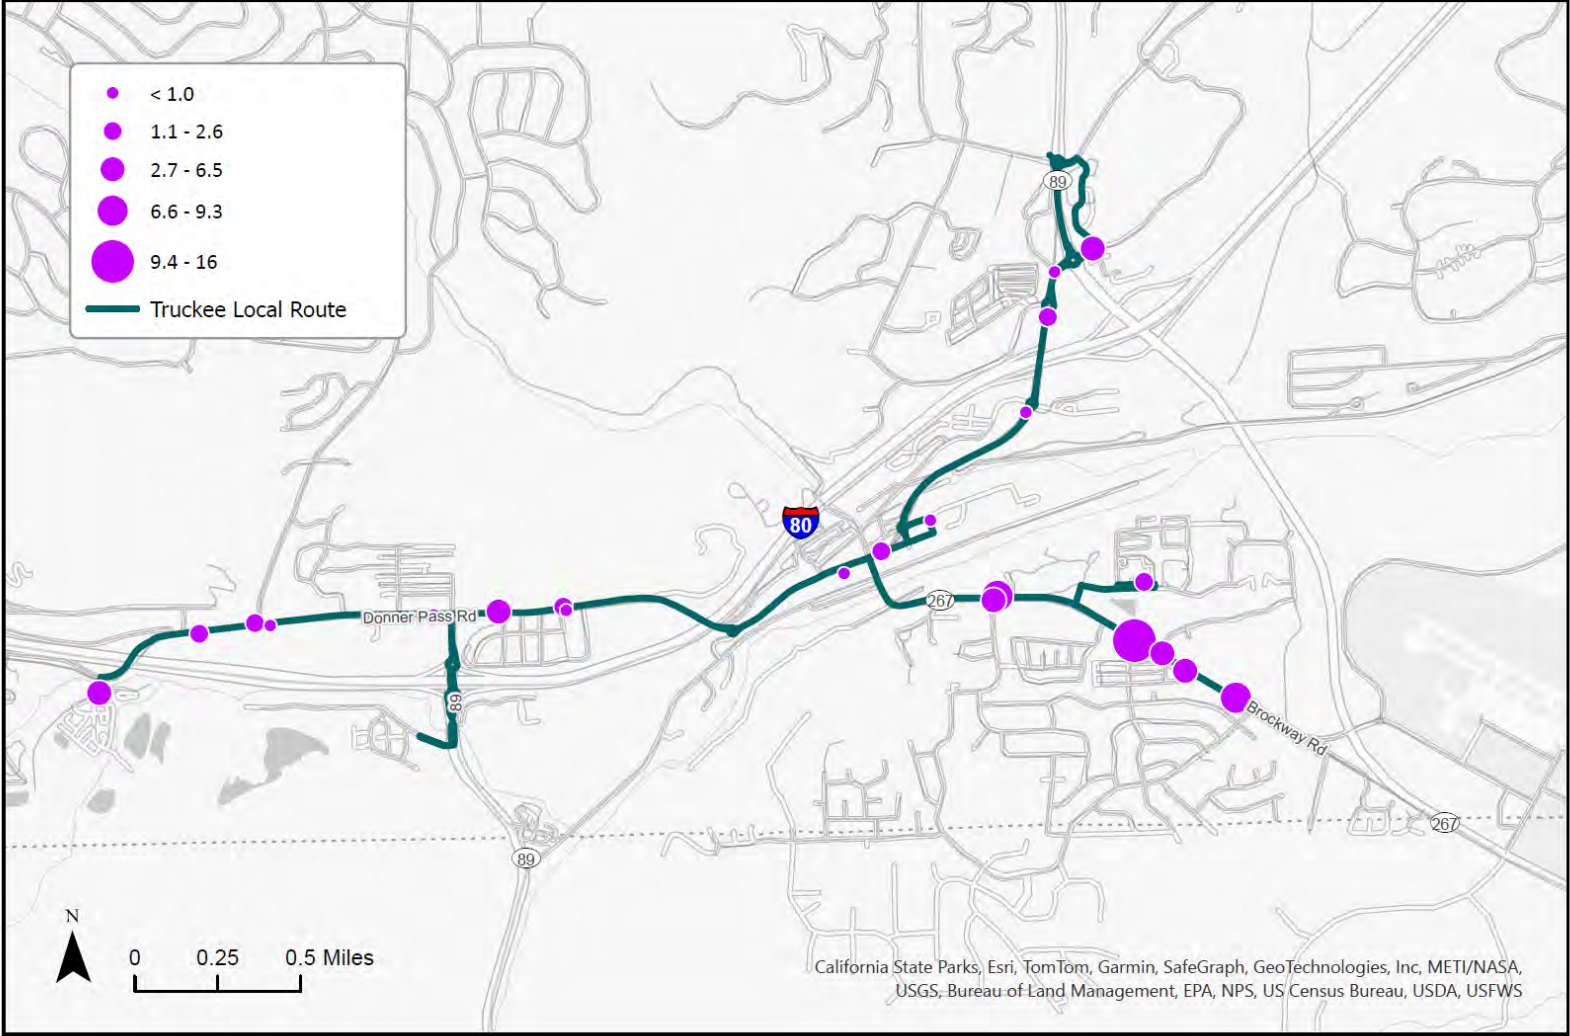 < 1.0
1.1 - 2.6
2.7 - 6.5
6.6 - 9.3
9.4 - 16
Truckee Local Route
89
80
267
Donner Pass Rd
89
Brockway Rd
267
89
N
0 0.25 0.5 Miles
California State Parks, Esri, TomTom, Garmin, SafeGraph, GeoTechnologies, Inc, METI/NASA,
USGS, Bureau of Land Management, EPA, NPS, US Census Bureau, USDA, USFWS